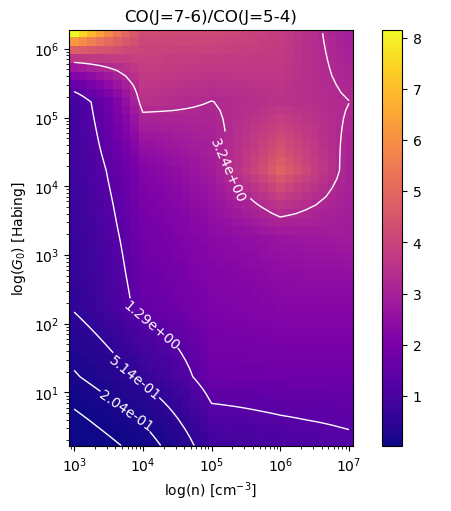 CO(J=7-6)/CO(J=5-4)
log(G₀) [Habing]
10⁶
10⁵
10⁴
10³
10²
10¹
3.24e+00
1.29e+00
5.14e-01
2.04e-01
10³ 10⁴ 10⁵ 10⁶ 10⁷
log(n) [cm⁻³]
8
7
6
5
4
3
2
1